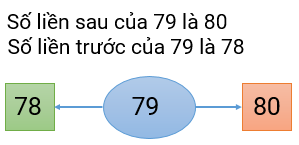 Số liền sau của 79 là 80
Số liền trước của 79 là 78
78 79 80